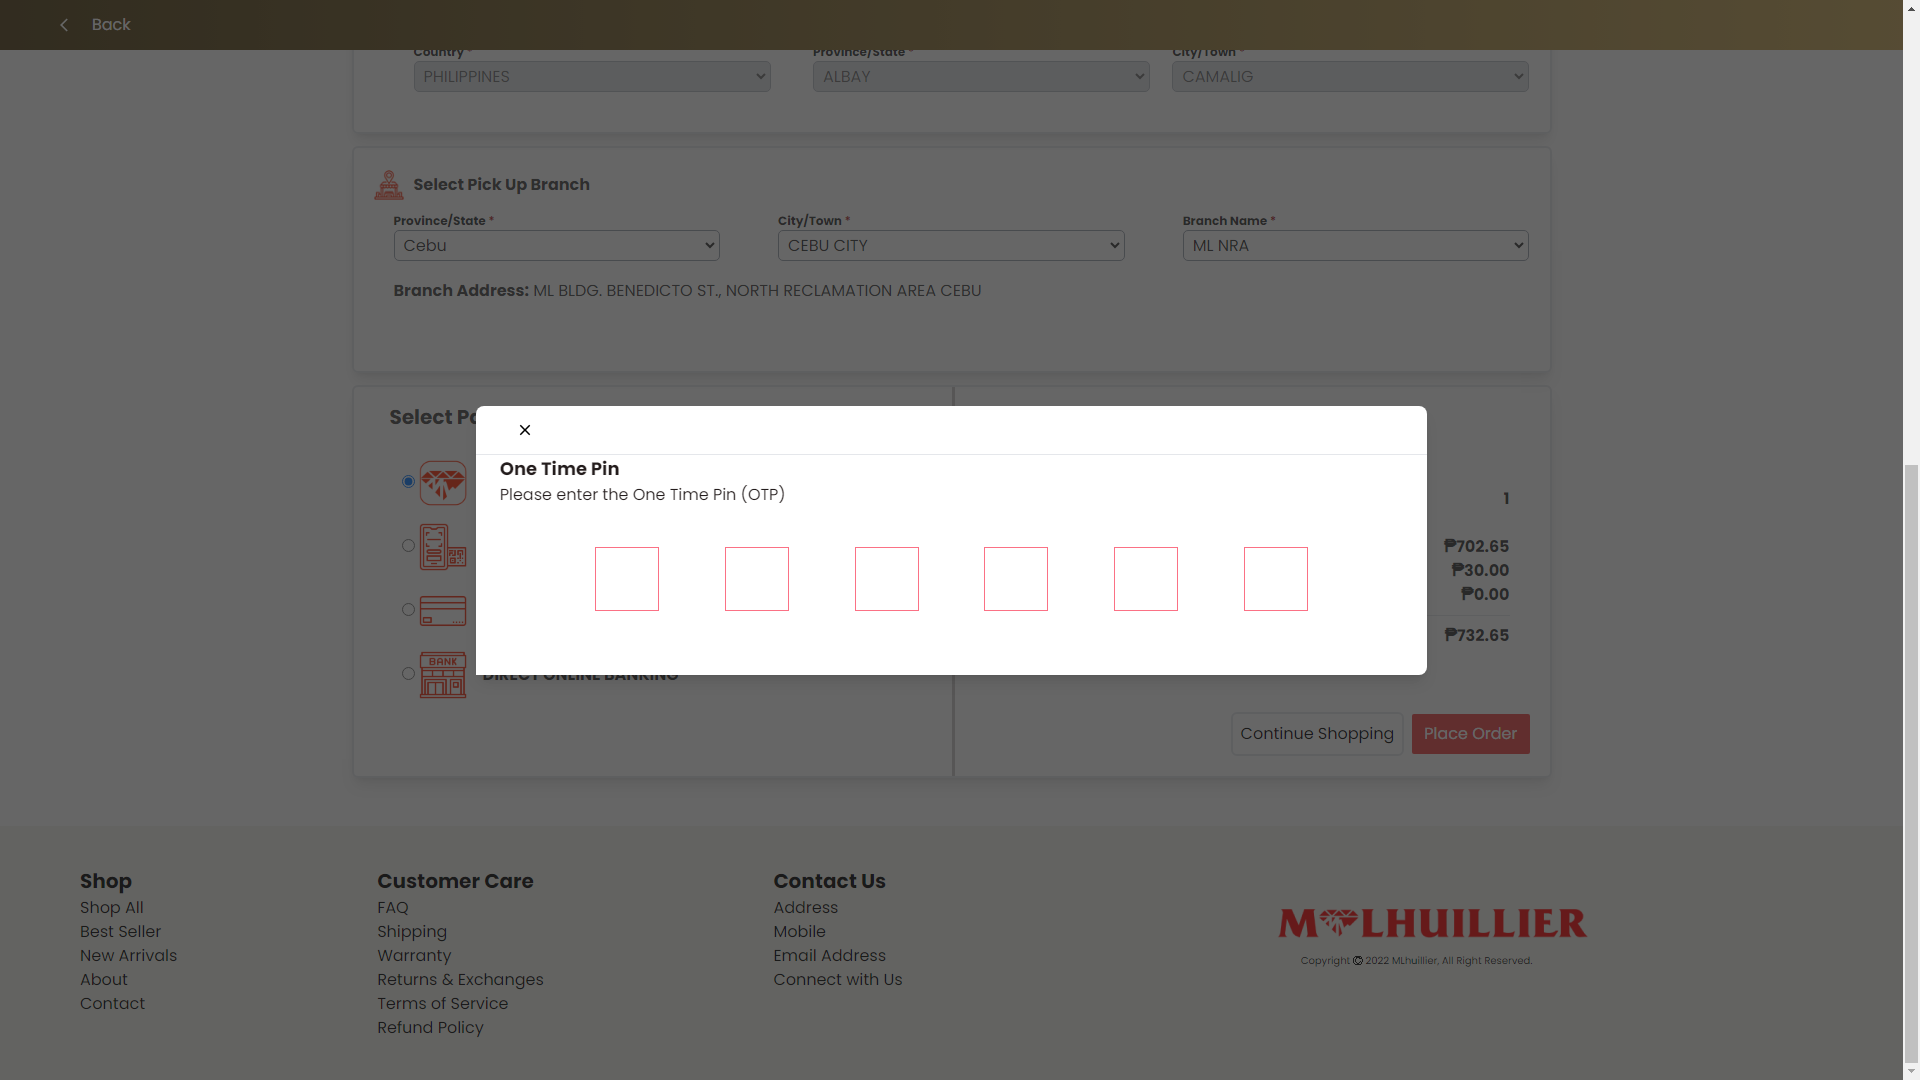 Back
Country *
Province/State *
City/Town *
PHILIPPINES
ALBAY
CAMALIG
Select Pick Up Branch
Province/State *
City/Town *
Branch Name *
Cebu
CEBU CITY
ML NRA
Branch Address: ML BLDG. BENEDICTO ST., NORTH RECLAMATION AREA CEBU
Select
One Time Pin
Please enter the One Time Pin (OTP)
1
₱702.65
₱30.00
₱0.00
₱732.65
BANK
DIRECT ONLINE BANKING
Continue Shopping
Place Order
Shop
Shop All
Best Seller
New Arrivals
About
Contact
Customer Care
FAQ
Shipping
Warranty
Returns & Exchanges
Terms of Service
Refund Policy
Contact Us
Address
Mobile
Email Address
Connect with Us
M LHUILLIER
Copyright © 2022 MLhuillier, All Right Reserved.